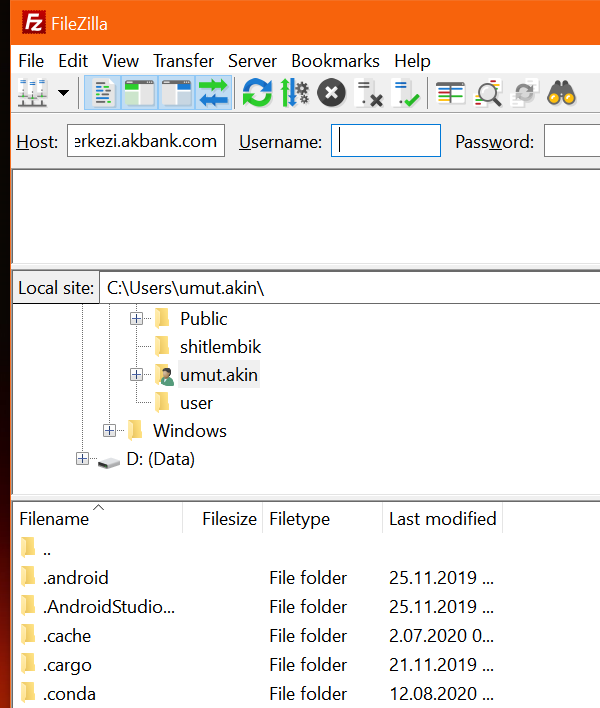 FileZilla
File Edit View Transfer Server Bookmarks Help
Host: erkezi.akbank.com Username: Password:
Local site: C:\Users\umut.akin\
Public
shitlembik
umut.akin
user
Windows
D: (Data)
Filename Filesize Filetype Last modified
..
.android File folder 25.11.2019 ...
.AndroidStudio... File folder 25.11.2019 ...
.cache File folder 2.07.2020 0...
.cargo File folder 21.11.2019 ...
.conda File folder 12.08.2020 ...